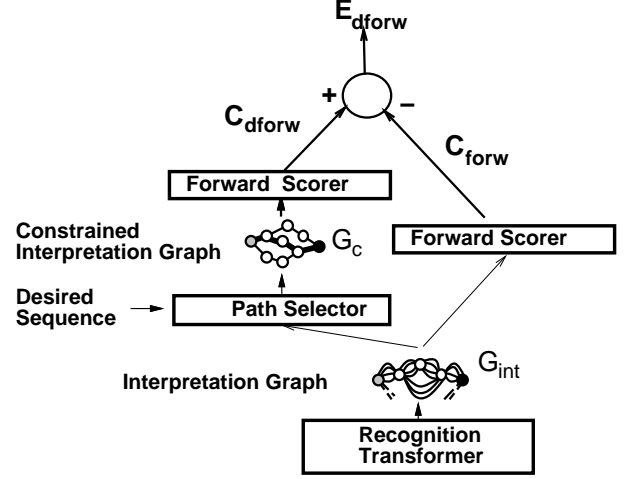 E_dforw
+ −
C_dforw
C_forw
Forward Scorer
Constrained
Interpretation Graph
G_c
Forward Scorer
Desired
Sequence
Path Selector
G_int
Interpretation Graph
Recognition
Transformer